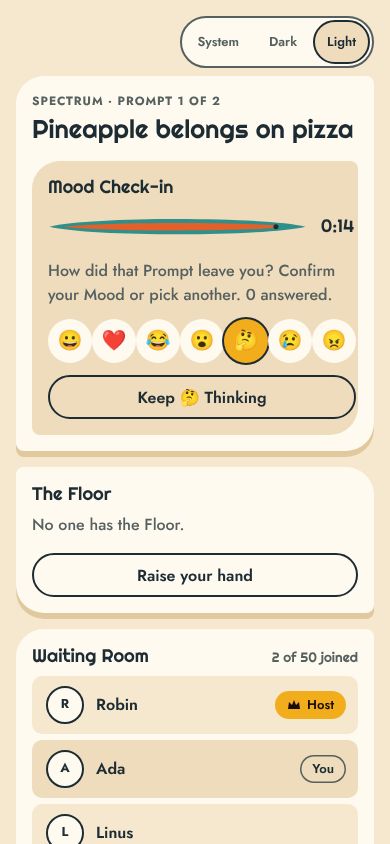 System Dark Light
SPECTRUM · PROMPT 1 OF 2
Pineapple belongs on pizza
Mood Check-in
0:14
How did that Prompt leave you? Confirm
your Mood or pick another. 0 answered.
Keep 🤔 Thinking
The Floor
No one has the Floor.
Raise your hand
Waiting Room 2 of 50 joined
R Robin Host
A Ada You
L Linus